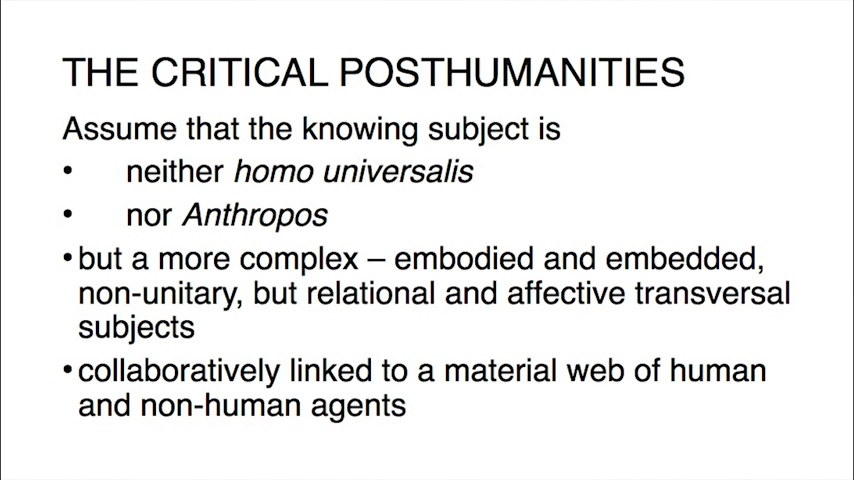 THE CRITICAL POSTHUMANITIES
Assume that the knowing subject is
• neither homo universalis
• nor Anthropos
• but a more complex – embodied and embedded,
non-unitary, but relational and affective transversal
subjects
• collaboratively linked to a material web of human
and non-human agents